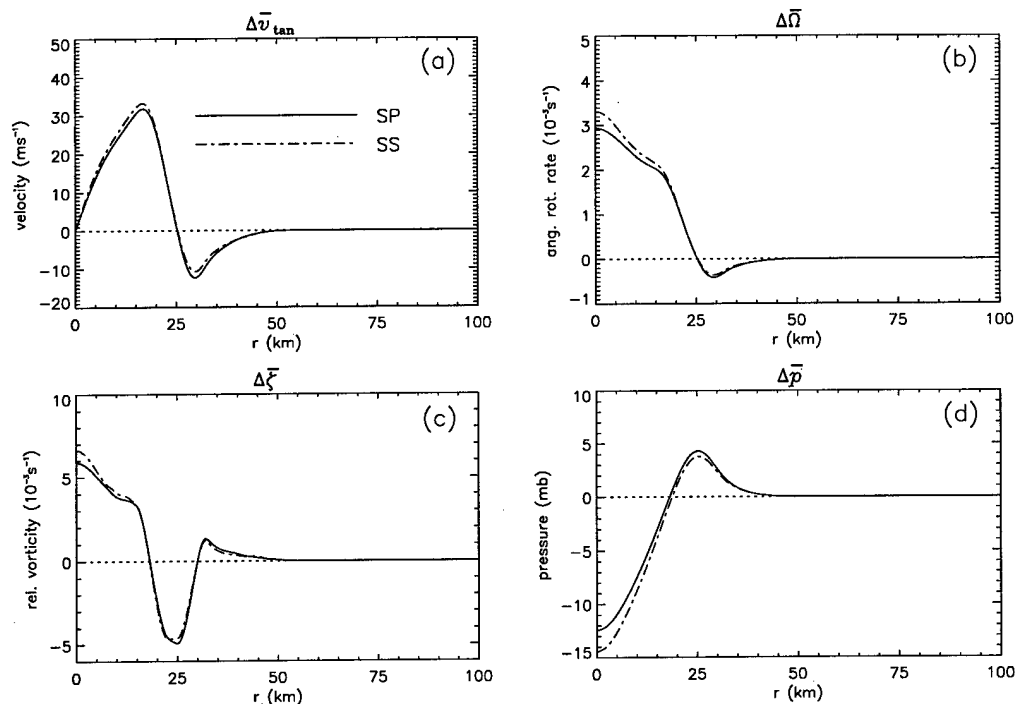 Δv̅tan
(a)
velocity (ms⁻¹)
50
40
30
20
10
0
−10
−20
SP
SS
0 25 50 75 100
r (km)
ΔΩ̅
(b)
ang. rot. rate (10⁻³s⁻¹)
5
4
3
2
1
0
−1
0 25 50 75 100
r (km)
Δζ̅
(c)
rel. vorticity (10⁻³s⁻¹)
10
5
0
−5
0 25 50 75 100
r (km)
Δp̅
(d)
pressure (mb)
10
5
0
−5
−10
−15
0 25 50 75 100
r (km)